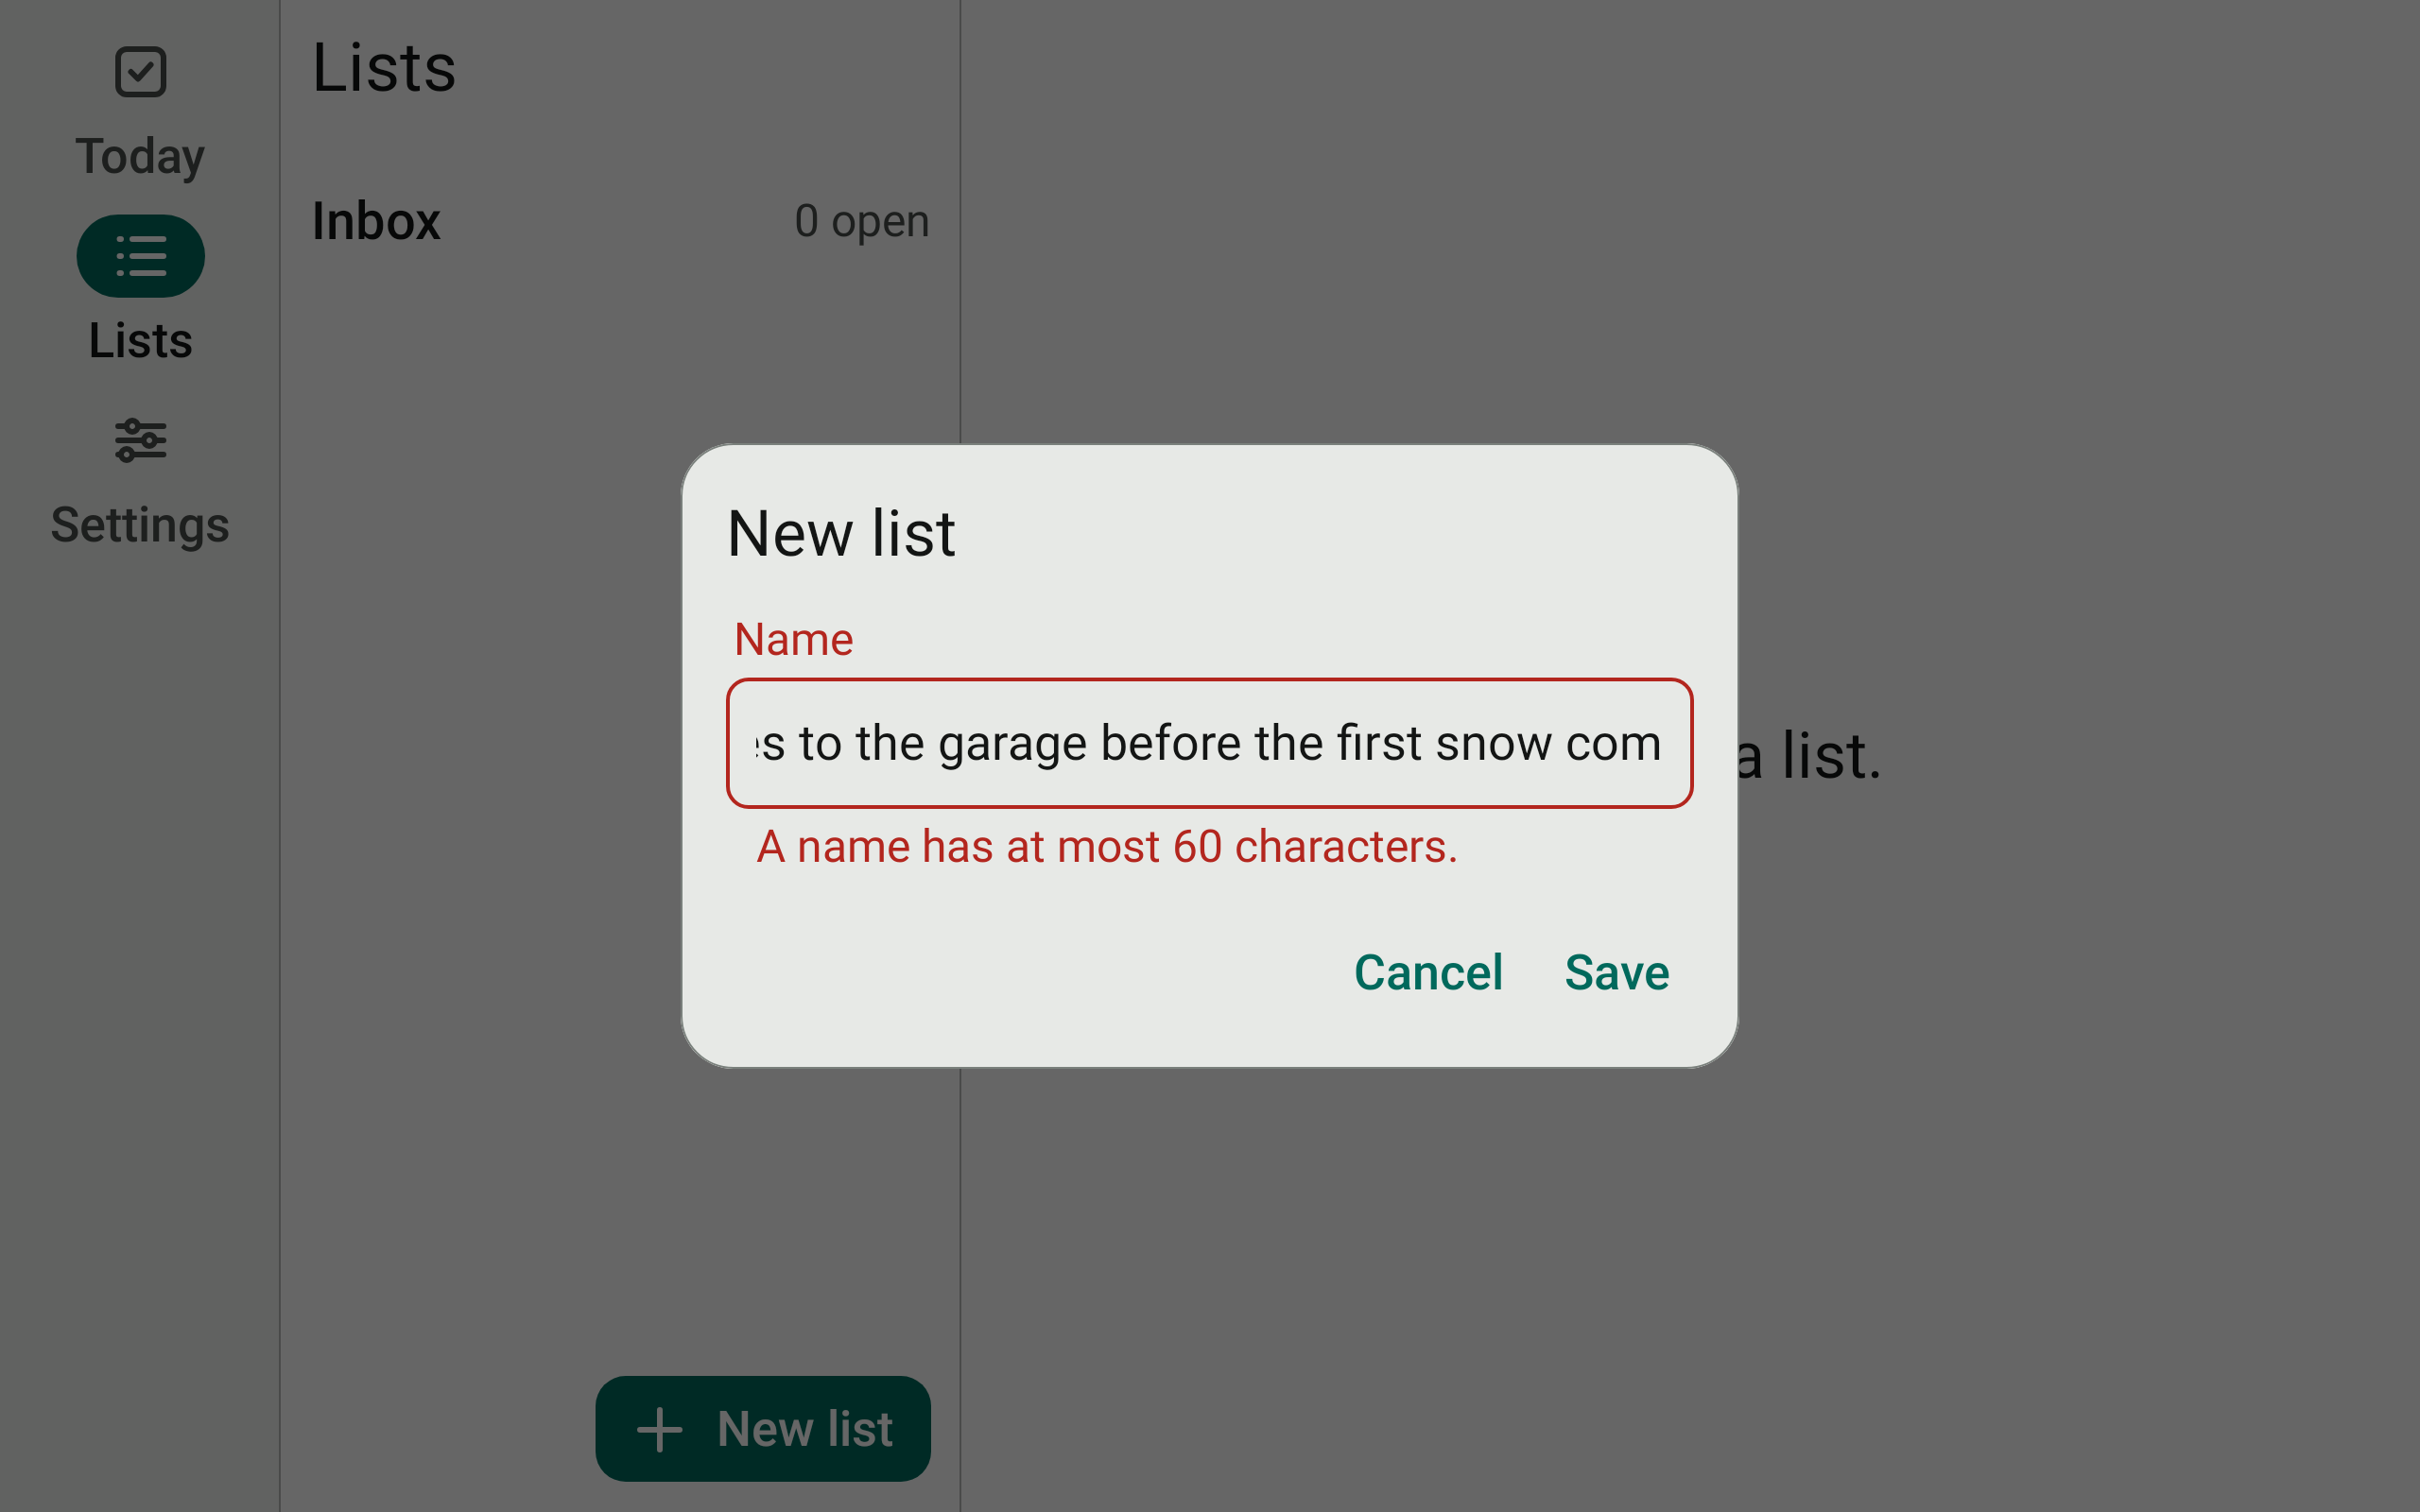 Today
Lists
Settings
Lists
Inbox
0 open
New list
Name
s to the garage before the first snow com
A name has at most 60 characters.
Cancel
Save
a list.
New list